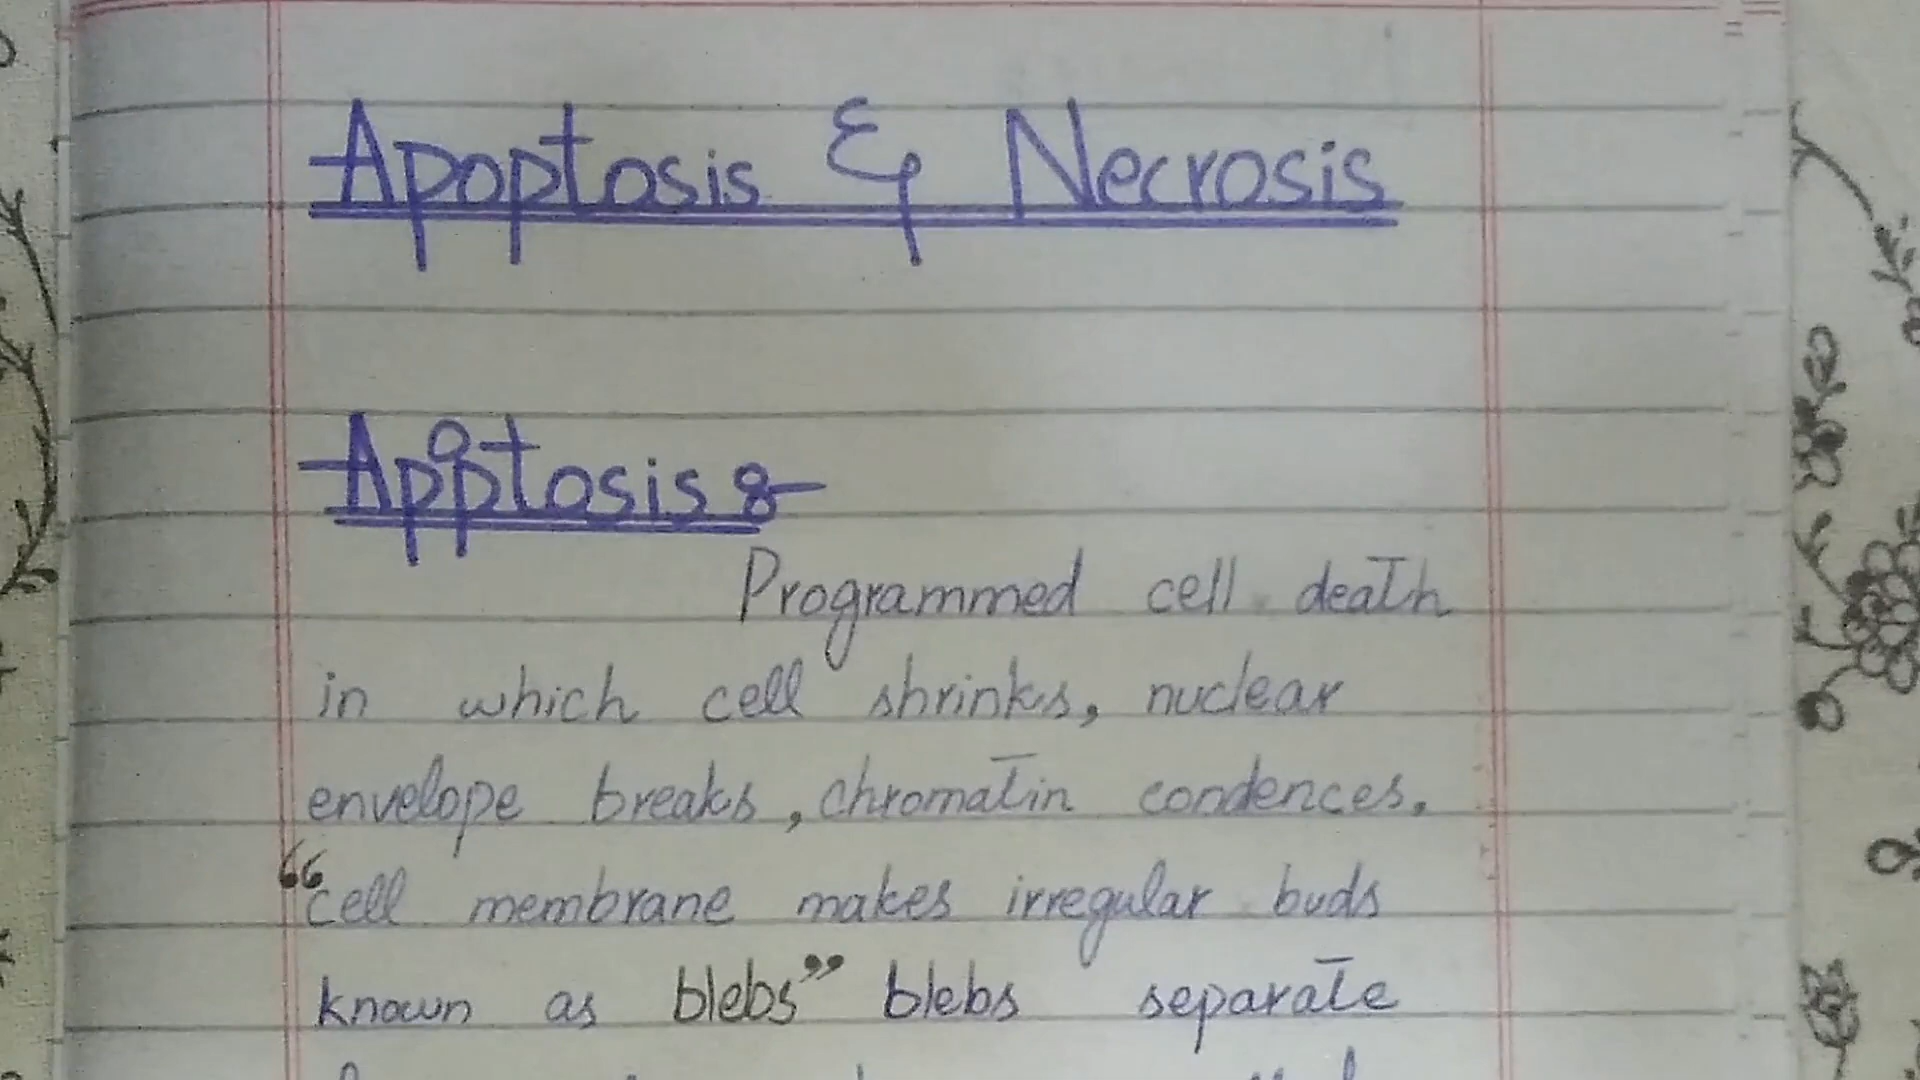 Apoptosis & Necrosis
Apoptosis :-
Programmed cell death
in which cell shrinks, nuclear
envelope breaks, chromatin condences,
“cell membrane makes irregular buds
known as blebs” blebs separate